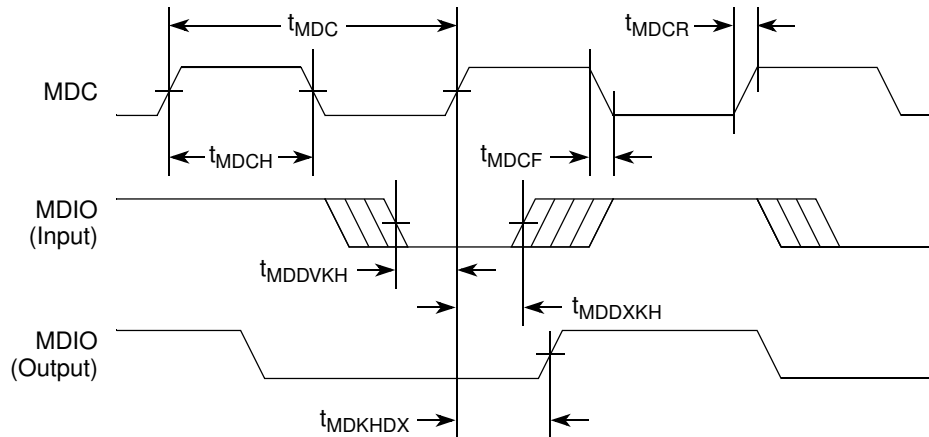 tMDC
tMDCR
MDC
tMDCH
tMDCF
MDIO
(Input)
tMDDVKH
tMDDXKH
MDIO
(Output)
tMDKHDX